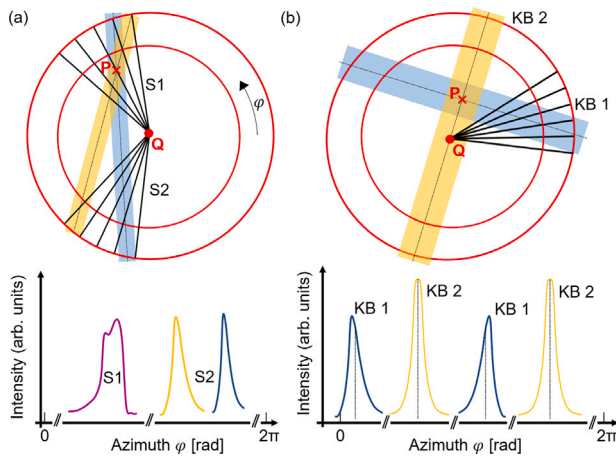 (a)
P
S1
φ
Q
S2
(b)
KB 2
P
KB 1
Q
Intensity (arb. units)
S1
S2
0
2π
Azimuth φ [rad]
Intensity (arb. units)
KB 1
KB 2
KB 1
KB 2
0
2π
Azimuth φ [rad]